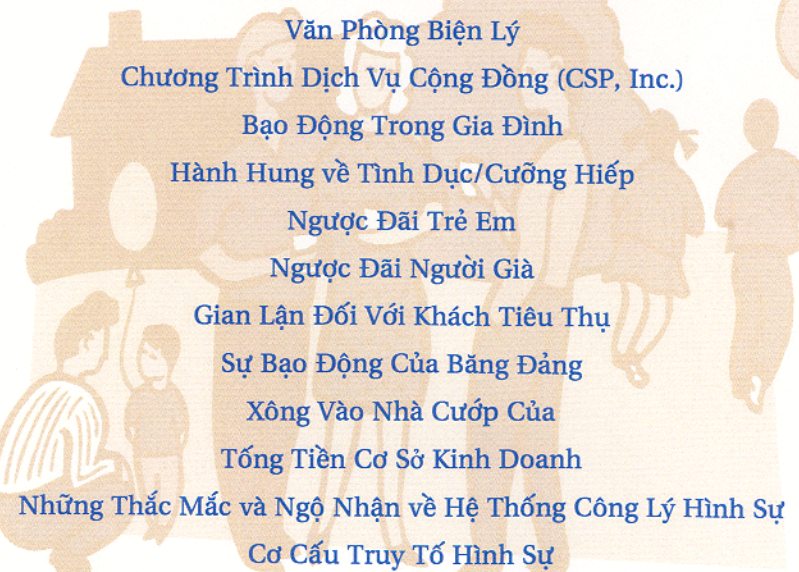 Văn Phòng Biện Lý
Chương Trình Dịch Vụ Cộng Đồng (CSP, Inc.)
Bạo Động Trong Gia Đình
Hành Hung về Tình Dục/Cưỡng Hiếp
Ngược Đãi Trẻ Em
Ngược Đãi Người Già
Gian Lận Đối Với Khách Tiêu Thụ
Sự Bạo Động Của Băng Đảng
Xông Vào Nhà Cướp Của
Tống Tiền Cơ Sở Kinh Doanh
Những Thắc Mắc và Ngộ Nhận về Hệ Thống Công Lý Hình Sự
Cơ Cấu Truy Tố Hình Sự